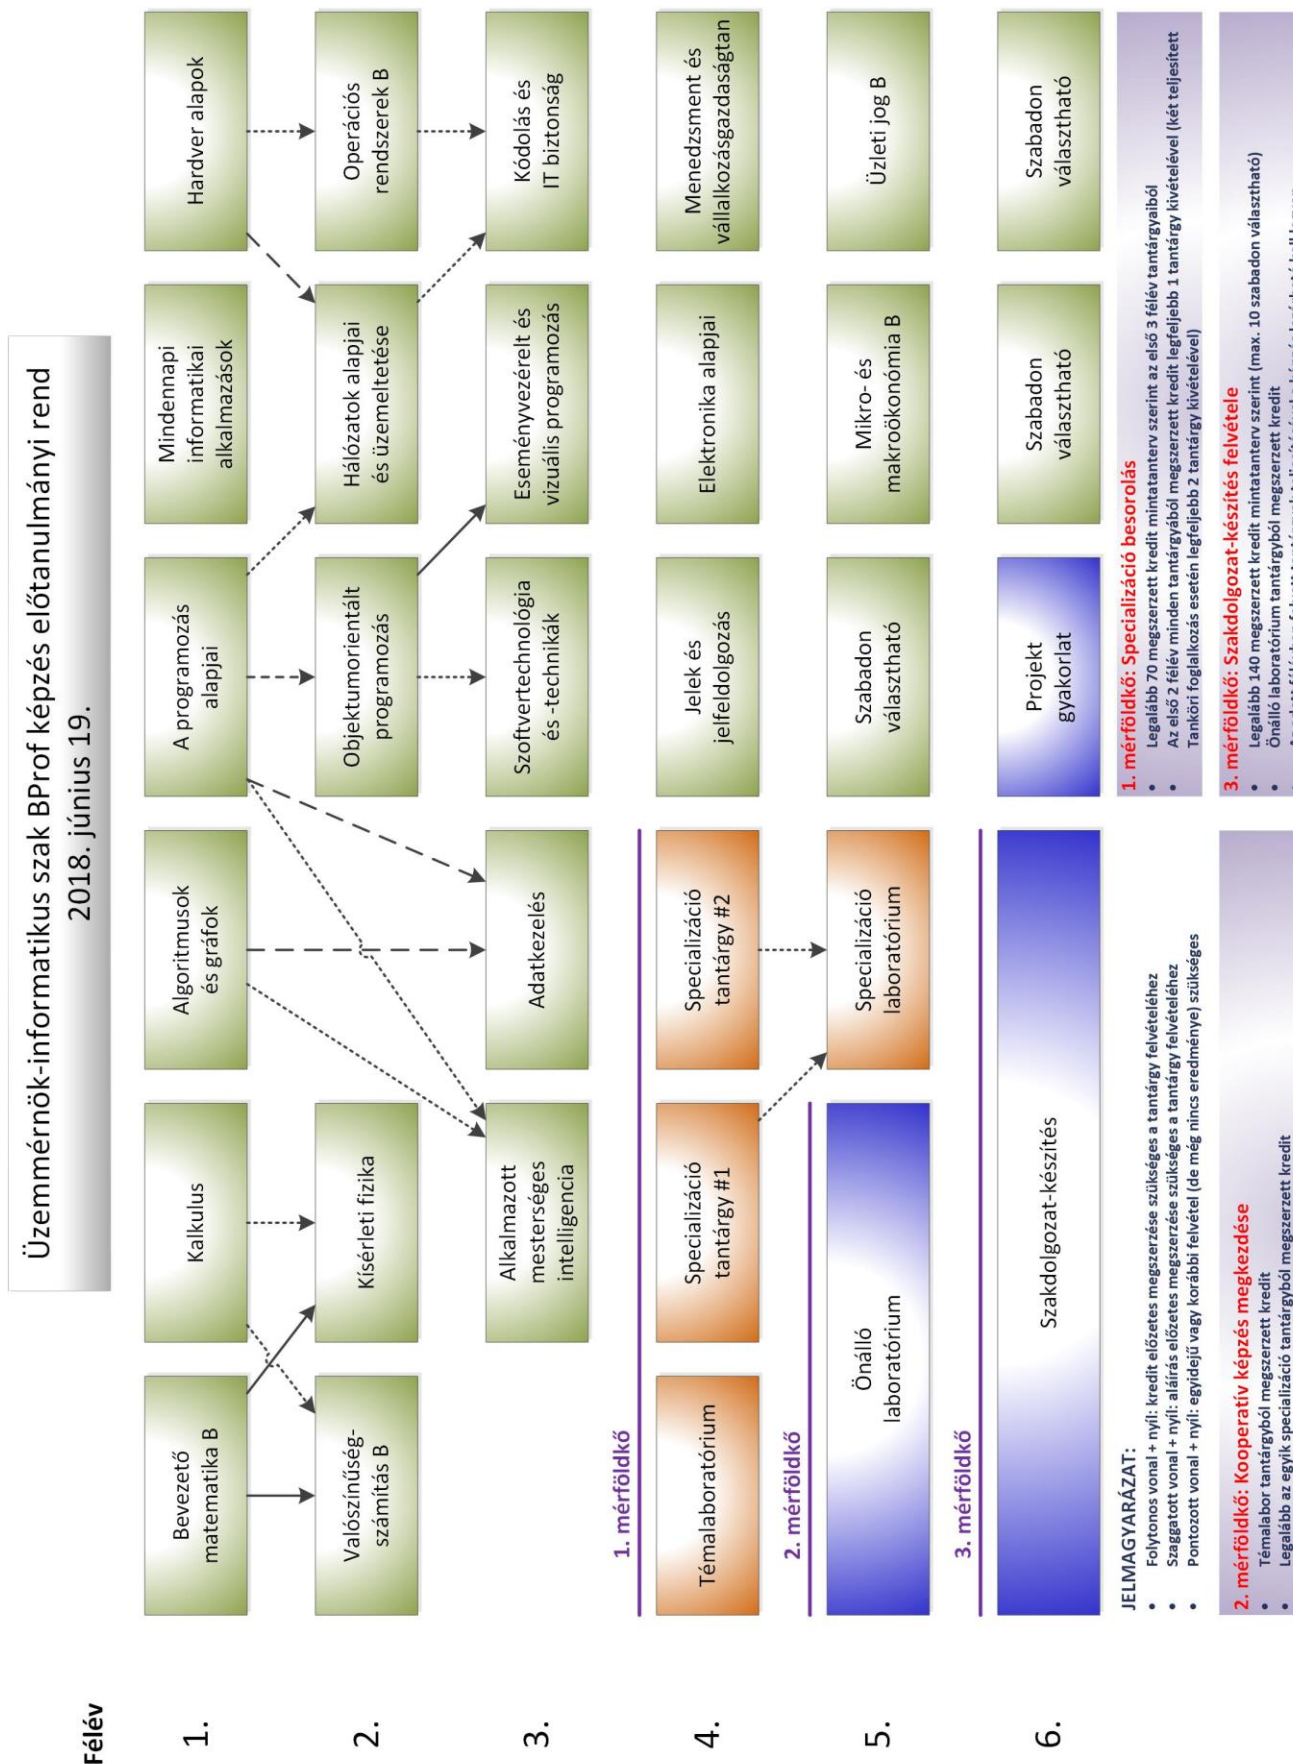 Üzemmérnök-informatikus szak BProf képzés előtanulmányi rend
2018. június 19.
Félév
1.
Bevezető
matematika B
Kalkulus
Algoritmusok
és gráfok
A programozás
alapjai
Mindennapi
informatikai
alkalmazások
Hardver alapok
2.
Valószínűség-
számítás B
Kísérleti fizika
Objektumorientált
programozás
Hálózatok alapjai
és üzemeltetése
Operációs
rendszerek B
3.
Alkalmazott
mesterséges
intelligencia
Adatkezelés
Szoftvertechnológia
és -technikák
Eseményvezérelt és
vizuális programozás
Kódolás és
IT biztonság
1. mérföldkő
4.
Témalaboratórium
Specializáció
tantárgy #1
Specializáció
tantárgy #2
Jelek és
jelfeldolgozás
Elektronika alapjai
Menedzsment és
vállalkozásgazdaságtan
2. mérföldkő
5.
Önálló
laboratórium
Specializáció
laboratórium
Szabadon
választható
Mikro- és
makroökonómia B
Üzleti jog B
3. mérföldkő
6.
Szakdolgozat-készítés
Projekt
gyakorlat
Szabadon
választható
Szabadon
választható
JELMAGYARÁZAT:
• Folytonos vonal + nyíl: kredit előzetes megszerzése szükséges a tantárgy felvételéhez
• Szaggatott vonal + nyíl: aláírás előzetes megszerzése szükséges a tantárgy felvételéhez
• Pontozott vonal + nyíl: egyidejű vagy korábbi felvétel (de még nincs eredménye) szükséges
1. mérföldkő: Specializáció besorolás
• Legalább 70 megszerzett kredit mintatanterv szerint az első 3 félév tantárgyaiból
• Az első 2 félév minden tantárgyából megszerzett kredit legfeljebb 1 tantárgy kivételével (két teljesített
Tanköri foglalkozás esetén legfeljebb 2 tantárgy kivételével)
2. mérföldkő: Kooperatív képzés megkezdése
• Témalabor tantárgyból megszerzett kredit
• Legalább az egyik specializáció tantárgyból megszerzett kredit
3. mérföldkő: Szakdolgozat-készítés felvétele
• Legalább 140 megszerzett kredit mintatanterv szerint (max. 10 szabadon választható)
• Önálló laboratórium tantárgyból megszerzett kredit